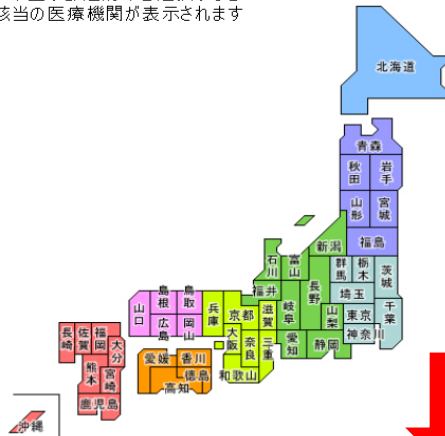 該当の医療機関が表示されます
北海道
青森
秋田
岩手
山形
宮城
福島
新潟
石川
富山
福井
岐阜
長野
群馬
栃木
茨城
埼玉
山梨
東京
千葉
神奈川
愛知
静岡
島根
鳥取
山口
広島
岡山
兵庫
京都
滋賀
大阪
奈良
三重
和歌山
愛媛
香川
徳島
高知
長崎
佐賀
福岡
大分
熊本
宮崎
鹿児島
沖縄